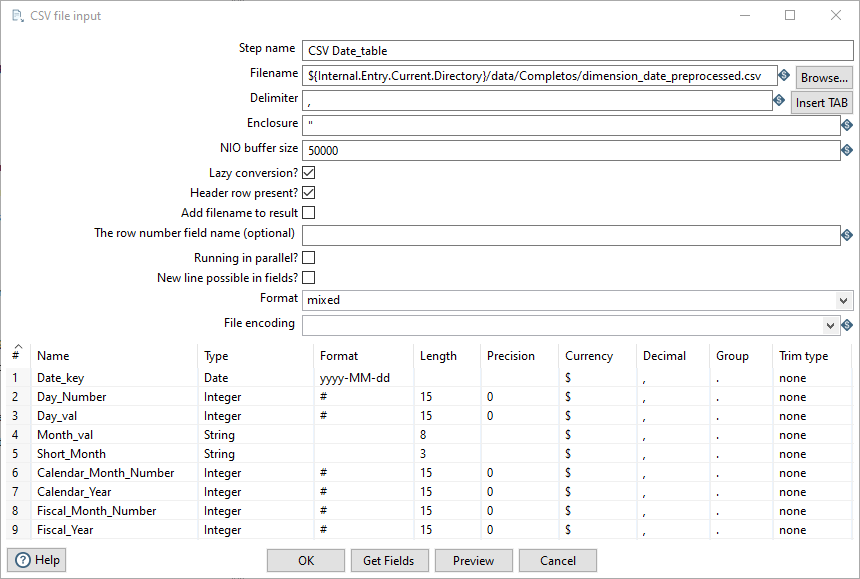 CSV file input
Step name CSV Date_table
Filename ${Internal.Entry.Current.Directory}/data/Completos/dimension_date_preprocessed.csv Browse...
Delimiter , Insert TAB
Enclosure "
NIO buffer size 50000
Lazy conversion?
Header row present?
Add filename to result
The row number field name (optional)
Running in parallel?
New line possible in fields?
Format mixed
File encoding
# Name Type Format Length Precision Currency Decimal Group Trim type
1 Date_key Date yyyy-MM-dd $ , . none
2 Day_Number Integer # 15 0 $ , . none
3 Day_val Integer # 15 0 $ , . none
4 Month_val String 8 $ , . none
5 Short_Month String 3 $ , . none
6 Calendar_Month_Number Integer # 15 0 $ , . none
7 Calendar_Year Integer # 15 0 $ , . none
8 Fiscal_Month_Number Integer # 15 0 $ , . none
9 Fiscal_Year Integer # 15 0 $ , . none
? Help OK Get Fields Preview Cancel